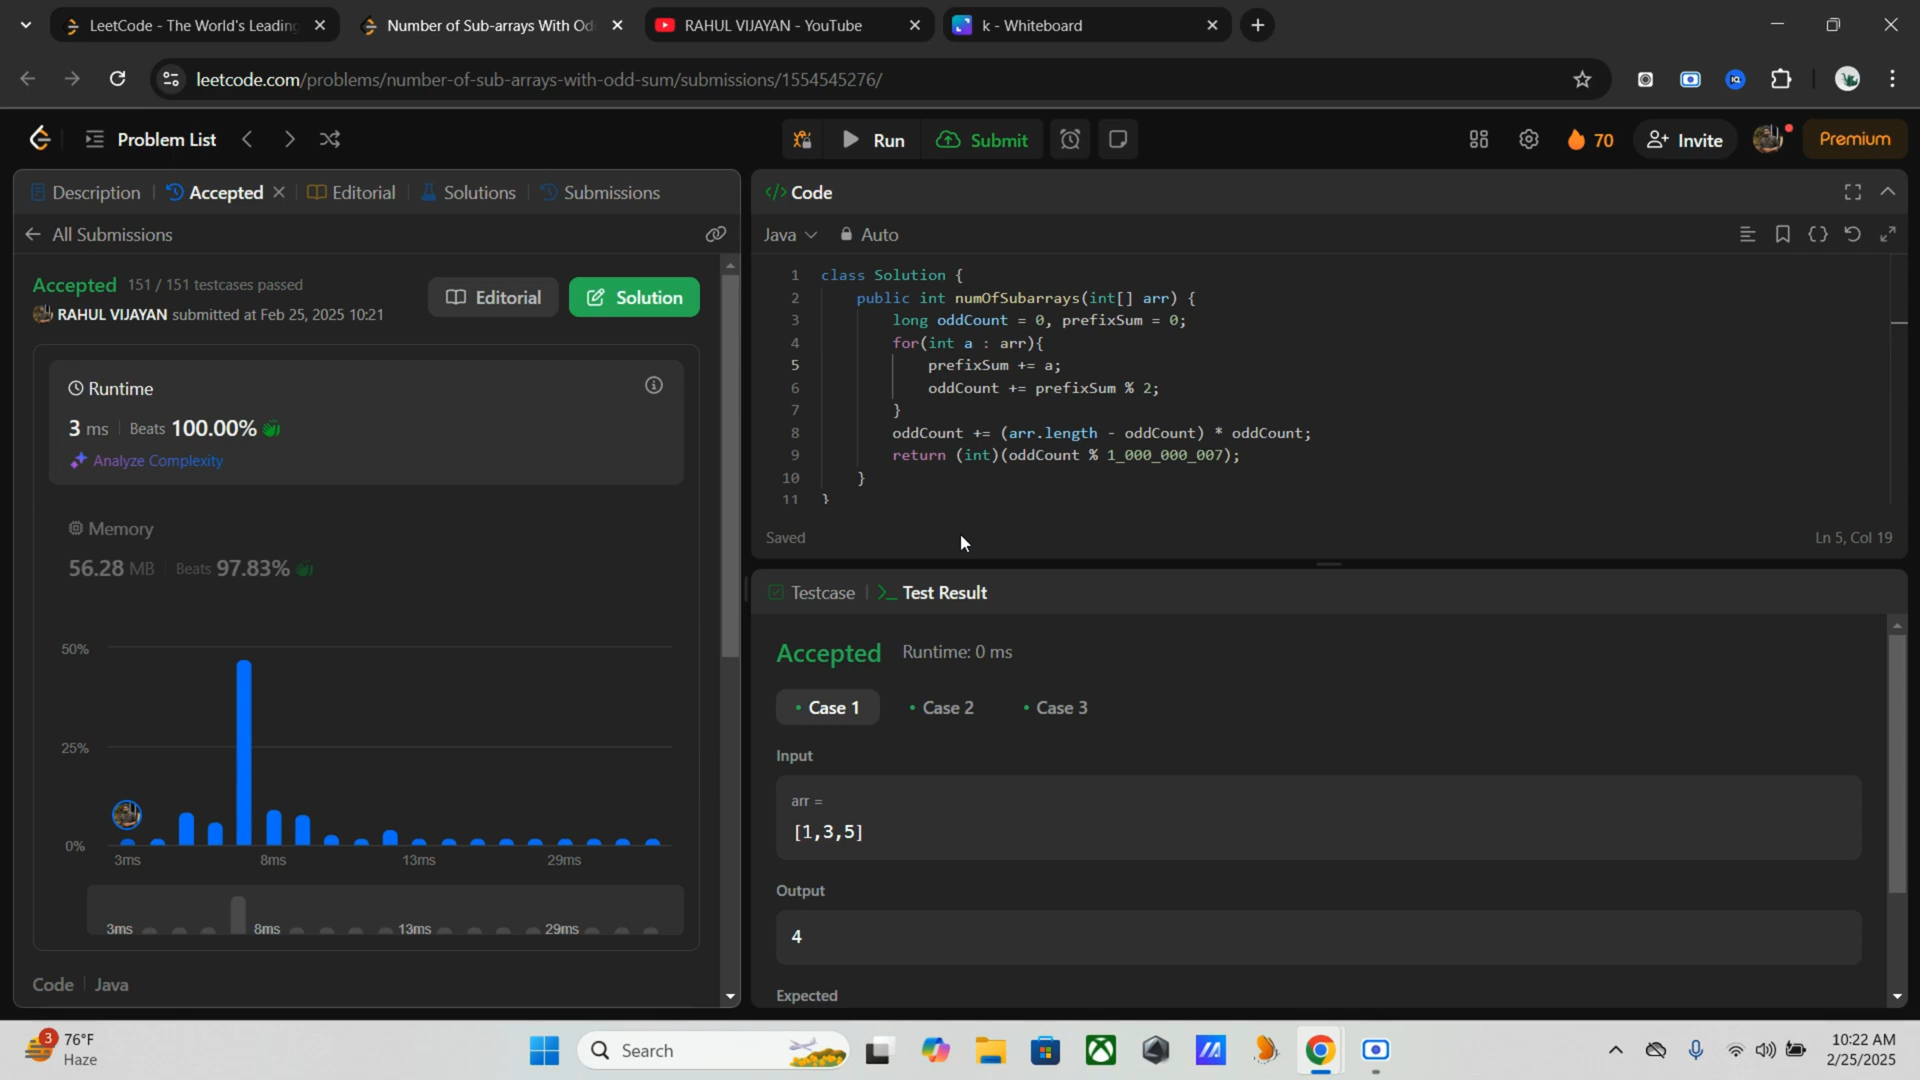 LeetCode - The World's Leading
Number of Sub-arrays With Od
RAHUL VIJAYAN - YouTube
k - Whiteboard
leetcode.com/problems/number-of-sub-arrays-with-odd-sum/submissions/1554545276/
Problem List
Run
Submit
70
Invite
Premium
Description
Accepted
Editorial
Solutions
Submissions
All Submissions
Accepted 151 / 151 testcases passed
RAHUL VIJAYAN submitted at Feb 25, 2025 10:21
Editorial
Solution
Runtime
3 ms Beats 100.00%
Analyze Complexity
Memory
56.28 MB Beats 97.83%
50%
25%
0%
3ms 8ms 13ms 29ms
3ms 8ms 13ms 29ms
Code Java
</> Code
Java Auto
1 class Solution {
2 public int numOfSubarrays(int[] arr) {
3 long oddCount = 0, prefixSum = 0;
4 for(int a : arr){
5 prefixSum += a;
6 oddCount += prefixSum % 2;
7 }
8 oddCount += (arr.length - oddCount) * oddCount;
9 return (int)(oddCount % 1_000_000_007);
10 }
11 }
Saved
Ln 5, Col 19
Testcase
>_ Test Result
Accepted Runtime: 0 ms
• Case 1 • Case 2 • Case 3
Input
arr =
[1,3,5]
Output
4
Expected
3
76°F
Haze
Search
10:22 AM
2/25/2025